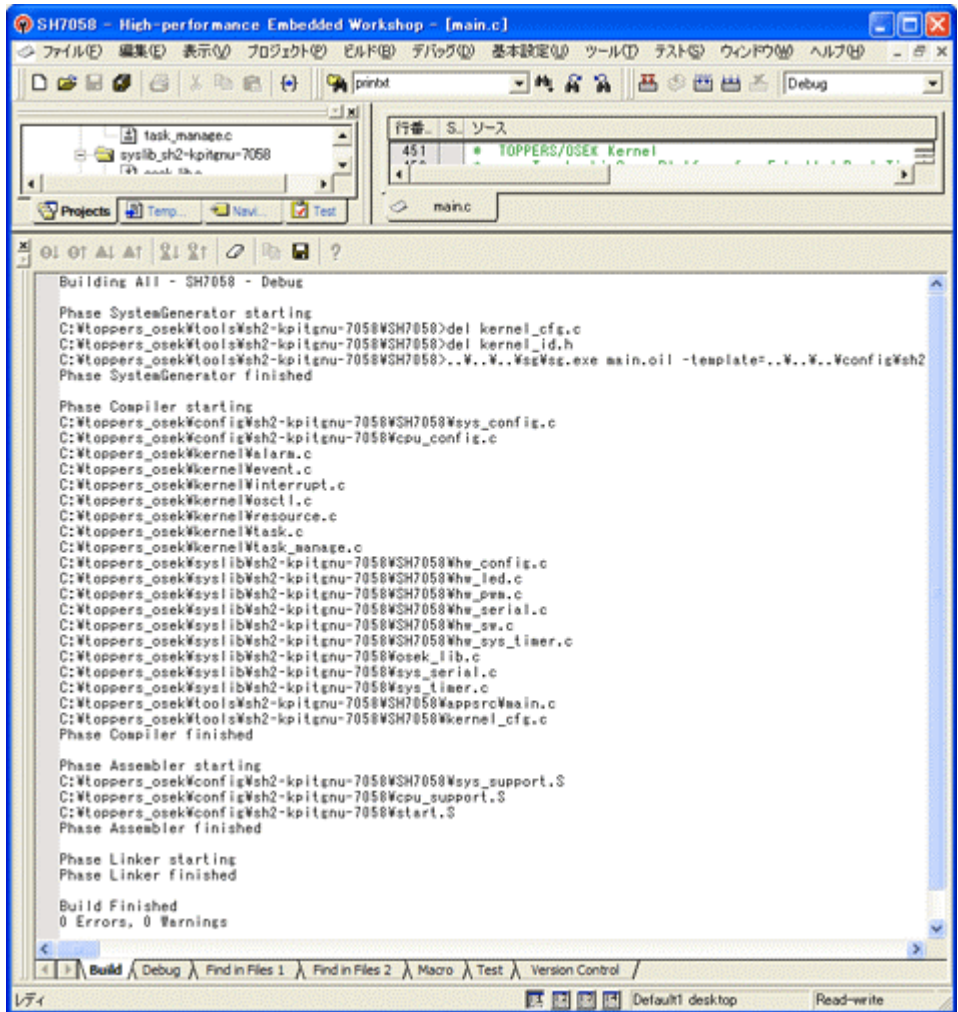 SH7058 - High-performance Embedded Workshop - [main.c]
ファイル(F) 編集(E) 表示(V) プロジェクト(P) ビルド(B) デバッグ(D) 基本設定(U) ツール(T) テスト(S) ウィンドウ(W) ヘルプ(H)
printxt
Debug
task_manage.c
syslib_sh2-kpitgnu-7058
Projects Temp... Navi... Test
行番... S... ソース
451 * TOPPERS/OSEK Kernel
main.c
Building All - SH7058 - Debug
Phase SystemGenerator starting
C:¥toppers_osek¥tools¥sh2-kpitgnu-7058¥SH7058>del kernel_cfg.c
C:¥toppers_osek¥tools¥sh2-kpitgnu-7058¥SH7058>del kernel_id.h
C:¥toppers_osek¥tools¥sh2-kpitgnu-7058¥SH7058>..¥..¥..¥sg¥sg.exe main.oil -template=..¥..¥..¥config¥sh2
Phase SystemGenerator finished
Phase Compiler starting
C:¥toppers_osek¥config¥sh2-kpitgnu-7058¥SH7058¥sys_config.c
C:¥toppers_osek¥config¥sh2-kpitgnu-7058¥cpu_config.c
C:¥toppers_osek¥kernel¥alarm.c
C:¥toppers_osek¥kernel¥event.c
C:¥toppers_osek¥kernel¥interrupt.c
C:¥toppers_osek¥kernel¥osctl.c
C:¥toppers_osek¥kernel¥resource.c
C:¥toppers_osek¥kernel¥task.c
C:¥toppers_osek¥kernel¥task_manage.c
C:¥toppers_osek¥syslib¥sh2-kpitgnu-7058¥SH7058¥hw_config.c
C:¥toppers_osek¥syslib¥sh2-kpitgnu-7058¥SH7058¥hw_led.c
C:¥toppers_osek¥syslib¥sh2-kpitgnu-7058¥SH7058¥hw_pwm.c
C:¥toppers_osek¥syslib¥sh2-kpitgnu-7058¥SH7058¥hw_serial.c
C:¥toppers_osek¥syslib¥sh2-kpitgnu-7058¥SH7058¥hw_sw.c
C:¥toppers_osek¥syslib¥sh2-kpitgnu-7058¥SH7058¥hw_sys_timer.c
C:¥toppers_osek¥syslib¥sh2-kpitgnu-7058¥osek_lib.c
C:¥toppers_osek¥syslib¥sh2-kpitgnu-7058¥sys_serial.c
C:¥toppers_osek¥syslib¥sh2-kpitgnu-7058¥sys_timer.c
C:¥toppers_osek¥tools¥sh2-kpitgnu-7058¥SH7058¥appsrc¥main.c
C:¥toppers_osek¥tools¥sh2-kpitgnu-7058¥SH7058¥kernel_cfg.c
Phase Compiler finished
Phase Assembler starting
C:¥toppers_osek¥config¥sh2-kpitgnu-7058¥SH7058¥sys_support.S
C:¥toppers_osek¥config¥sh2-kpitgnu-7058¥cpu_support.S
C:¥toppers_osek¥config¥sh2-kpitgnu-7058¥start.S
Phase Assembler finished
Phase Linker starting
Phase Linker finished
Build Finished
0 Errors, 0 Warnings
Build Debug Find in Files 1 Find in Files 2 Macro Test Version Control
レディ Default1 desktop Read-write